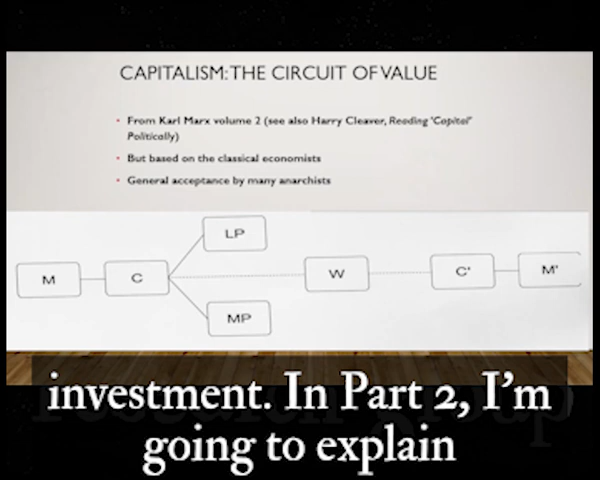 CAPITALISM: THE CIRCUIT OF VALUE
• From Karl Marx volume 2 (see also Harry Cleaver, Reading 'Capital'
Politically)
• But based on the classical economists
• General acceptance by many anarchists
LP
M
C
W
C'
M'
MP
investment. In Part 2, I'm
going to explain